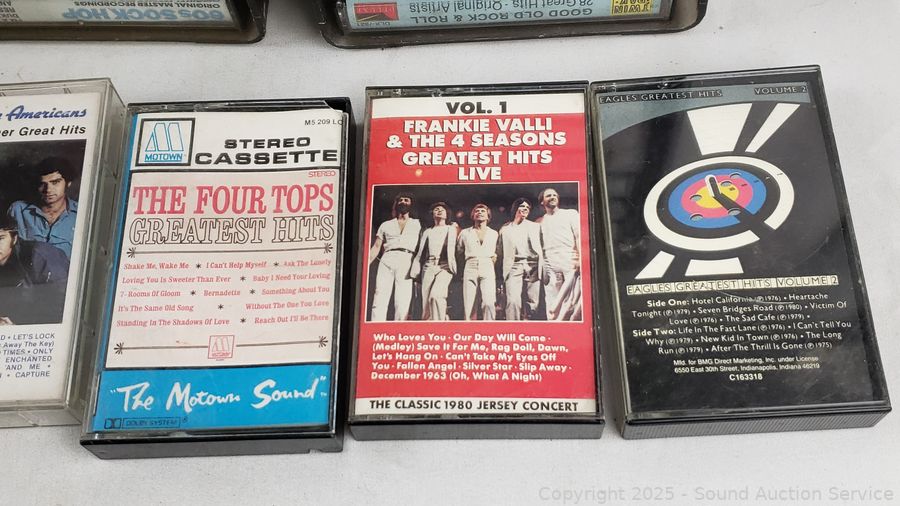 60s SOCK HOP
ORIGINAL MASTER
GOOD OLD ROCK & ROLL
28 Great Hits · Original Artists
Americans
Great Hits
LET'S LOCK
Away The Key)
TIMES • ONLY
ENCHANTED
AND ME •
CAPTURE
M5 209
MOTOWN
STEREO
CASSETTE
STEREO
THE FOUR TOPS
GREATEST HITS
Shake Me, Wake Me * I Can't Help Myself * Ask The Lonely
Loving You Is Sweeter Than Ever * Baby I Need Your Loving
7-Rooms Of Gloom * Bernadette * Something About You
It's The Same Old Song * Without The One You Love
Standing In The Shadows Of Love * Reach Out I'll Be There
MOTOWN
"The Motown Sound"
DOLBY SYSTEM
VOL. 1
FRANKIE VALLI
& THE 4 SEASONS
GREATEST HITS
LIVE
Who Loves You · Our Day Will Come ·
(Medley) Save It For Me, Rag Doll, Dawn,
Let's Hang On · Can't Take My Eyes Off
You · Fallen Angel · Silver Star · Slip Away ·
December 1963 (Oh, What A Night)
THE CLASSIC 1980 JERSEY CONCERT
EAGLES GREATEST HITS VOLUME 2
EAGLES GREATEST HITS VOLUME 2
Side One: Hotel California (℗1976) • Heartache
Tonight (℗1979) • Seven Bridges Road (℗1980) • Victim Of
Love (℗1976) • The Sad Cafe (℗1979)
Side Two: Life In The Fast Lane (℗1976) • I Can't Tell You
Why (℗1979) • New Kid In Town (℗1976) • The Long
Run (℗1979) • After The Thrill Is Gone (℗1975)
Mfd. for BMG Direct Marketing, Inc. under License
6550 East 30th Street, Indianapolis, Indiana 46219
C163318
Copyright 2025 - Sound Auction Service